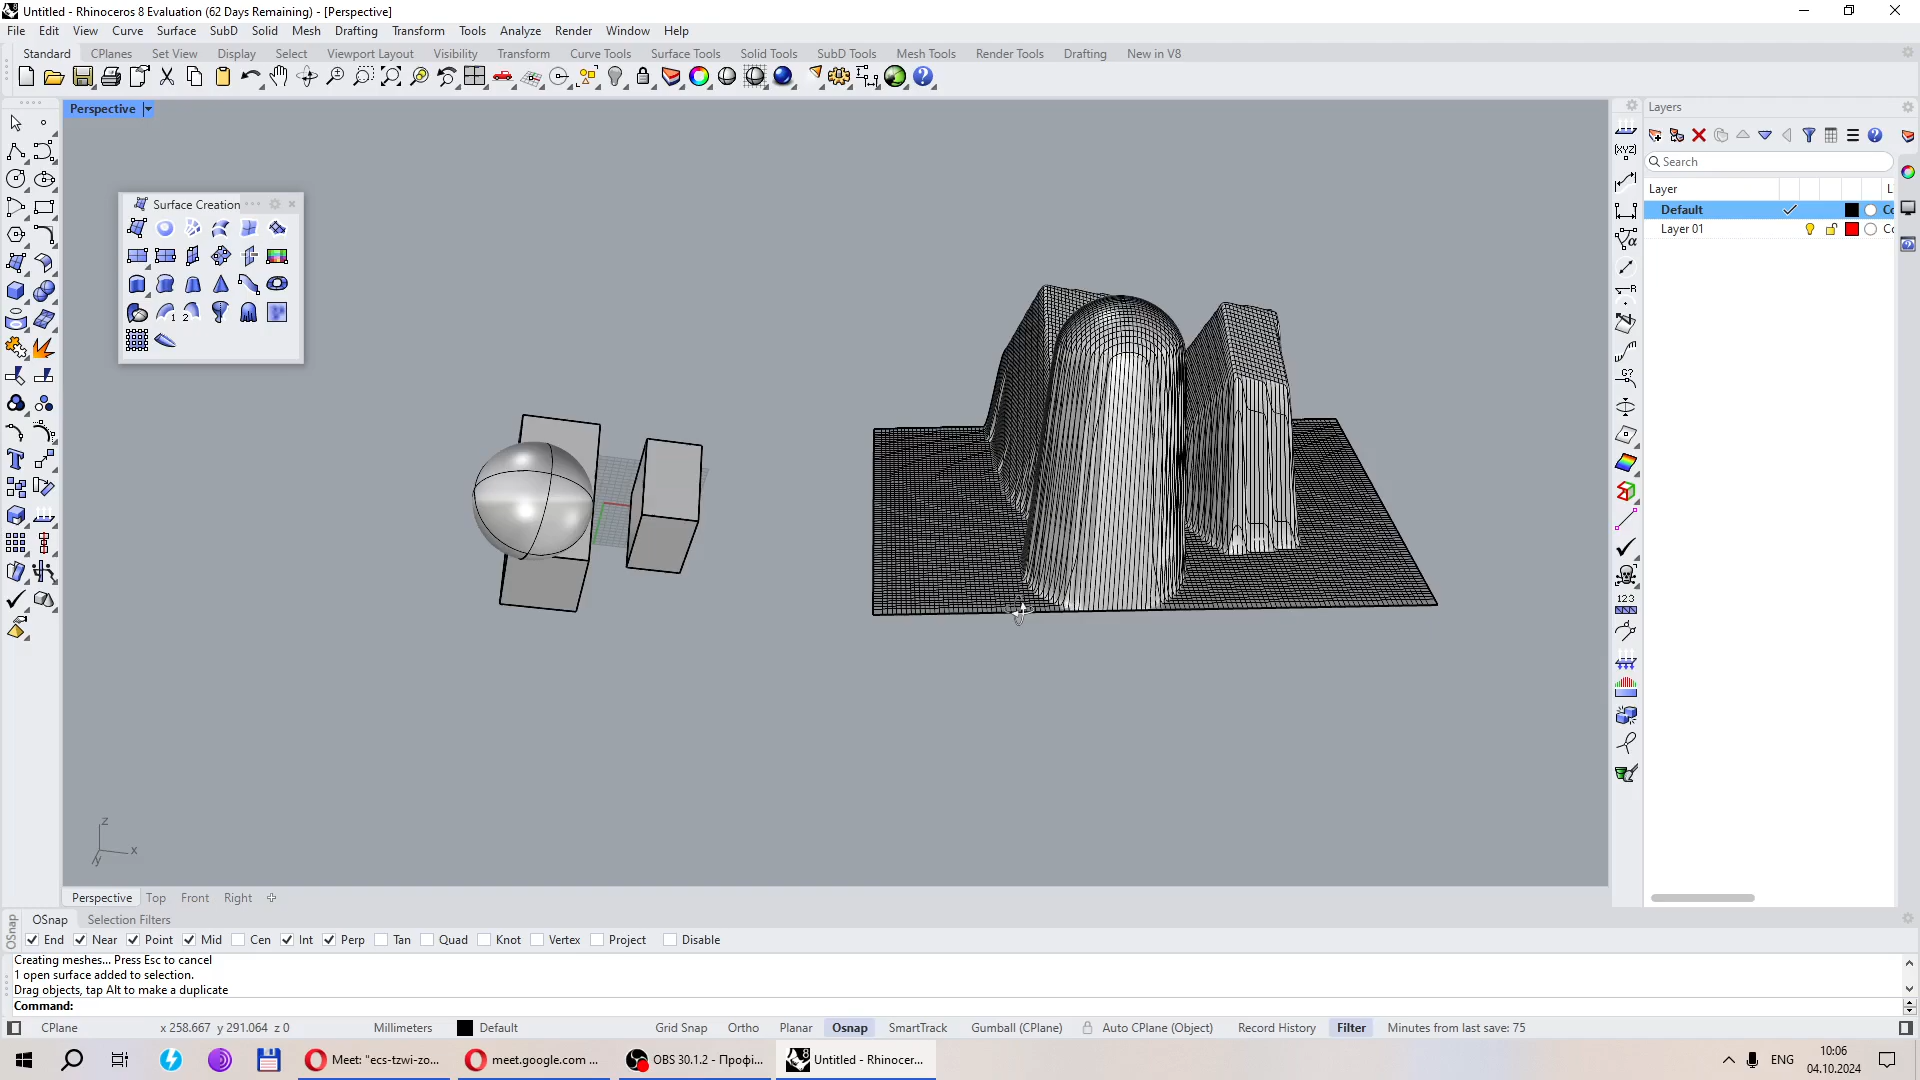 Untitled - Rhinoceros 8 Evaluation (62 Days Remaining) - [Perspective]
File Edit View Curve Surface SubD Solid Mesh Drafting Transform Tools Analyze Render Window Help
Standard CPlanes Set View Display Select Viewport Layout Visibility Transform Curve Tools Surface Tools Solid Tools SubD Tools Mesh Tools Render Tools Drafting New in V8
Perspective
Layers
Search
Layer L
Default Co
Layer 01 Co
Surface Creation
1 2
(XYZ)
R
G?
123
z
x
y
Perspective Top Front Right
OSnap
OSnap Selection Filters
End Near Point Mid Cen Int Perp Tan Quad Knot Vertex Project Disable
Creating meshes... Press Esc to cancel
1 open surface added to selection.
Drag objects, tap Alt to make a duplicate
Command:
CPlane x 258.667 y 291.064 z 0 Millimeters Default Grid Snap Ortho Planar Osnap SmartTrack Gumball (CPlane) Auto CPlane (Object) Record History Filter Minutes from last save: 75
Meet: "ecs-tzwi-zo... meet.google.com ... OBS 30.1.2 - Профі... Untitled - Rhinocer... ENG 10:06
04.10.2024